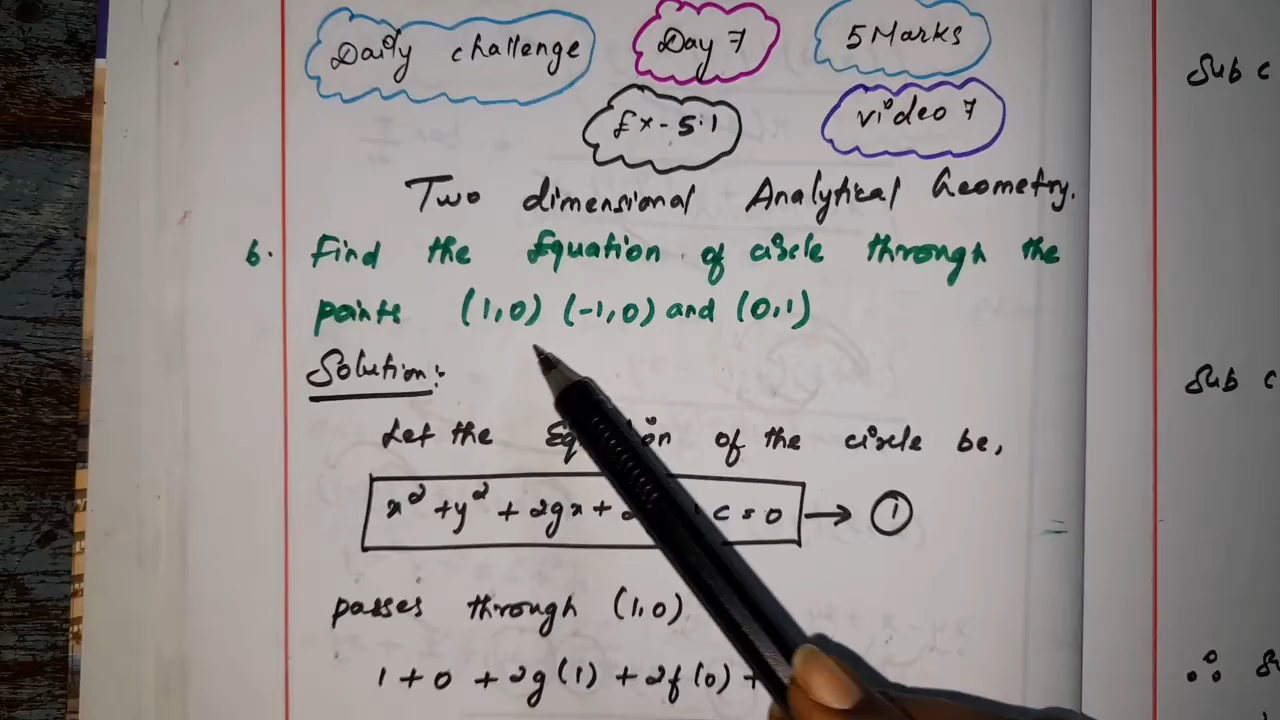 Daily challenge
Day 7
5 Marks
Ex-5.1
video 7
Two dimensional Analytical Geometry.
6. Find the Equation of circle through the
points (1,0) (-1,0) and (0,1)
Solution:
Let the of the circle be,
x² + y² + 2gx + c = 0 → ①
passes through (1,0)
1 + 0 + 2g(1) + 2f(0) +
Sub c
Sub c
∴